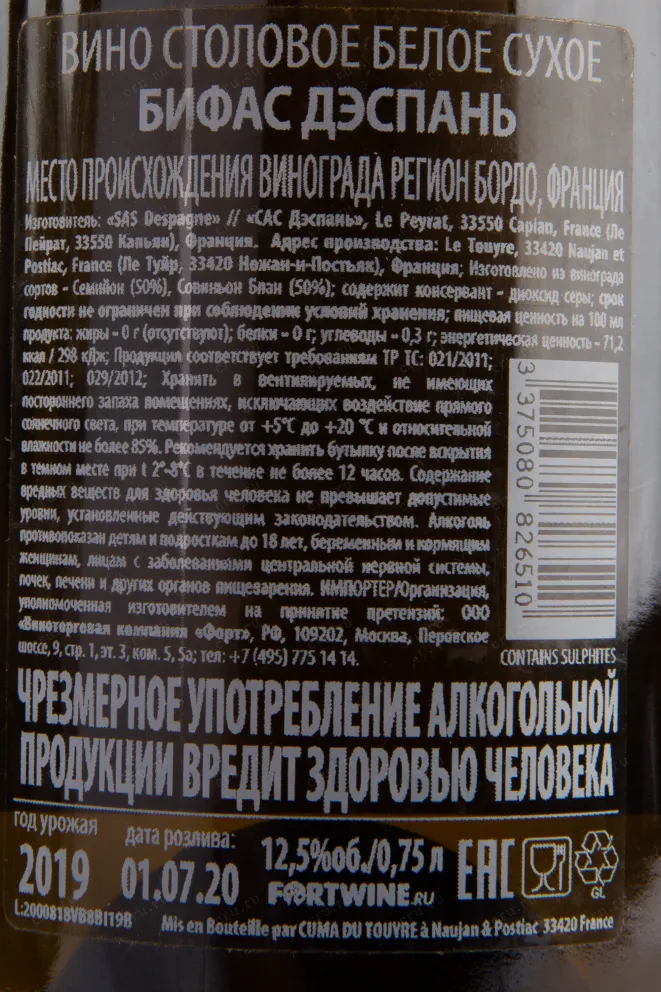 ВИНО СТОЛОВОЕ БЕЛОЕ СУХОЕ
БИФАС ДЭСПАНЬ
МЕСТО ПРОИСХОЖДЕНИЯ ВИНОГРАДА РЕГИОН БОРДО, ФРАНЦИЯ
Изготовитель: «SAS Despagne» // «САС Дэспань», Le Peyrat, 33550 Capian, France (Ле
Пейрат, 33550 Капьян), Франция. Адрес производства: Le Touyre, 33420 Naujan et
Postiac, France (Ле Туйр, 33420 Ножан-и-Постьяк), Франция; Изготовлено из винограда
сортов - Семийон (50%), Совиньон Блан (50%); содержит консервант - диоксид серы; срок
годности не ограничен при соблюдении условий хранения; пищевая ценность на 100 мл
продукта: жиры - 0 г (отсутствуют); белки - 0 г; углеводы - 0,3 г; энергетическая ценность - 71,2
ккал / 298 кДж; Продукция соответствует требованиям ТР ТС: 021/2011;
022/2011; 029/2012; Хранить в вентилируемых, не имеющих
постороннего запаха помещениях, исключающих воздействие прямого
солнечного света, при температуре от +5°C до +20 °C и относительной
влажности не более 85%. Рекомендуется хранить бутылку после вскрытия
в темном месте при t 2°-8°C в течение не более 12 часов. Содержание
вредных веществ для здоровья человека не превышает допустимые
уровни, установленные действующим законодательством. Алкоголь
противопоказан детям и подросткам до 18 лет, беременным и кормящим
женщинам, лицам с заболеваниями центральной нервной системы,
почек, печени и других органов пищеварения. ИМПОРТЕР/Организация,
уполномоченная изготовителем на принятие претензий: ООО
«Виноторговая компания «Форт», РФ, 109202, Москва, Перовское
шоссе, 9, стр. 1, эт. 3, ком. 5, 5а; тел: +7 (495) 775 14 14.
3 375080 826510
CONTAINS SULPHITES
ЧРЕЗМЕРНОЕ УПОТРЕБЛЕНИЕ АЛКОГОЛЬНОЙ
ПРОДУКЦИИ ВРЕДИТ ЗДОРОВЬЮ ЧЕЛОВЕКА
год урожая
2019
дата розлива:
01.07.20
12,5%об./0,75 л
FORTWINE.RU
EAC
GL
L:2000818VB8BI19B
Mis en Bouteille par CUMA DU TOUYRE à Naujan & Postiac 33420 France